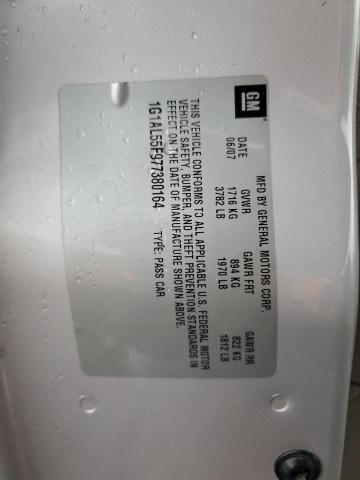 GM
MFD BY GENERAL MOTORS CORP.
DATE GVWR GAWR FRT GAWR RR
06/07 1716 KG 894 KG 822 KG
3782 LB 1970 LB 1812 LB
THIS VEHICLE CONFORMS TO ALL APPLICABLE U.S. FEDERAL MOTOR
VEHICLE SAFETY, BUMPER, AND THEFT PREVENTION STANDARDS IN
EFFECT ON THE DATE OF MANUFACTURE SHOWN ABOVE.
1G1AL55F977380164 TYPE: PASS CAR